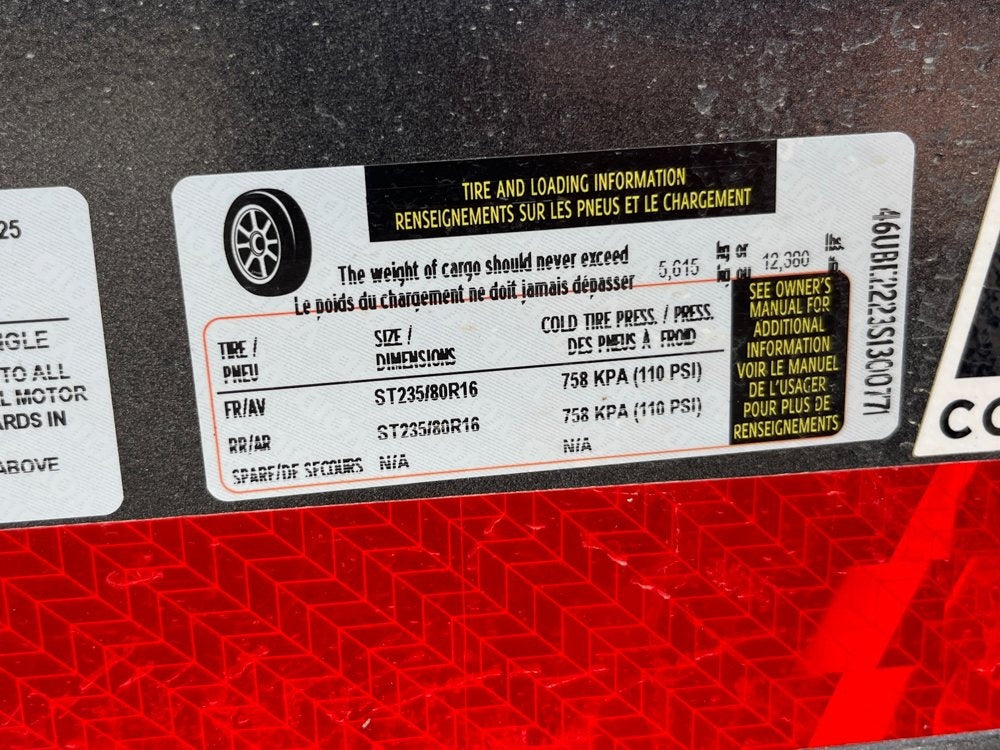 25
TIRE AND LOADING INFORMATION
RENSEIGNEMENTS SUR LES PNEUS ET LE CHARGEMENT
The weight of cargo should never exceed
Le poids du chargement ne doit jamais dépasser
5,615 kg or 12,380 lbs.
kg ou lb.
TIRE /
PNEU
SIZE /
DIMENSIONS
COLD TIRE PRESS. / PRESS.
DES PNEUS À FROID
FR/AV ST235/80R16 758 KPA (110 PSI)
RR/AR ST235/80R16 758 KPA (110 PSI)
SPARE/DE SECOURS N/A N/A
SEE OWNER'S
MANUAL FOR
ADDITIONAL
INFORMATION
VOIR LE MANUEL
DE L'USAGER
POUR PLUS DE
RENSEIGNEMENTS
NGLE
TO ALL
L MOTOR
ARDS IN
ABOVE
CO